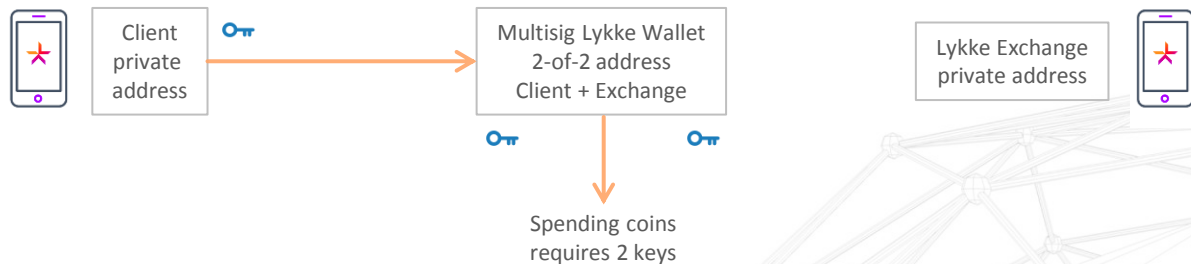 Client
private
address
Multisig Lykke Wallet
2-of-2 address
Client + Exchange
Lykke Exchange
private address
Spending coins
requires 2 keys